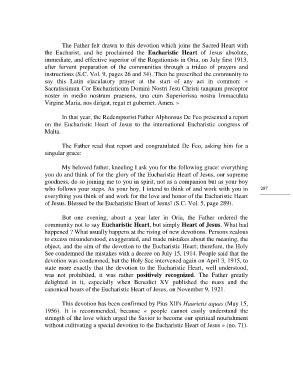 The Father felt drawn to this devotion which joins the Sacred Heart with
the Eucharist, and he proclaimed the Eucharistic Heart of Jesus absolute,
immediate, and effective superior of the Rogationists in Oria, on July first 1913,
after fervent preparation of the communities through a triduo of prayers and
instructions (S.C. Vol. 9, pages 26 and 34). Then he prescribed the community to
say this Latin ejaculatory prayer at the start of any act in common: «
Sacratissimum Cor Eucharisticum Domini Nostri Jesu Christi tanquam preceptor
noster in medio nostrum praesens, una cum Superiorissa nostra Immaculata
Virgine Maria, nos dirigat, regat et gubernet. Amen. »
In that year, the Redemptorist Father Alphonsus De Feo presented a report
on the Eucharistic Heart of Jesus to the international Eucharistic congress of
Malta.
The Father read that report and congratulated De Feo, asking him for a
singular grace:
My beloved father, kneeling I ask you for the following grace: everything
you do and think of for the glory of the Eucharistic Heart of Jesus, our supreme
goodness, do so joining me to you in spirit, not as a companion but as your boy
who follows your steps. As your boy, I intend to think of and work with you in
everything you think of and work for the love and honor of the Eucharistic Heart
of Jesus. Blessed be the Eucharistic Heart of Jesus! (S.C. Vol. 5, page 289).
207
But one evening, about a year later in Oria, the Father ordered the
community not to say Eucharistic Heart, but simply Heart of Jesus. What had
happened ? What usually happens at the rising of new devotions. Persons zealous
to excess misunderstood, exaggerated, and made mistakes about the meaning, the
object, and the aim of the devotion to the Eucharistic Heart; therefore, the Holy
See condemned the mistakes with a decree on July 15, 1914. People said that the
devotion was condemned, but the Holy See intervened again on April 3, 1915, to
state more exactly that the devotion to the Eucharistic Heart, well understood,
was not prohibited, it was rather positively recognized. The Father greatly
delighted in it, especially when Benedict XV published the mass and the
canonical hours of the Eucharistic Heart of Jesus, on November 9, 1921.
This devotion has been confirmed by Pius XII's Haurietis aquas (May 15,
1956). It is recommended, because « people cannot easily understand the
strength of the love which urged the Savior to become our spiritual nourishment
without cultivating a special devotion to the Eucharistic Heart of Jesus » (no. 71).